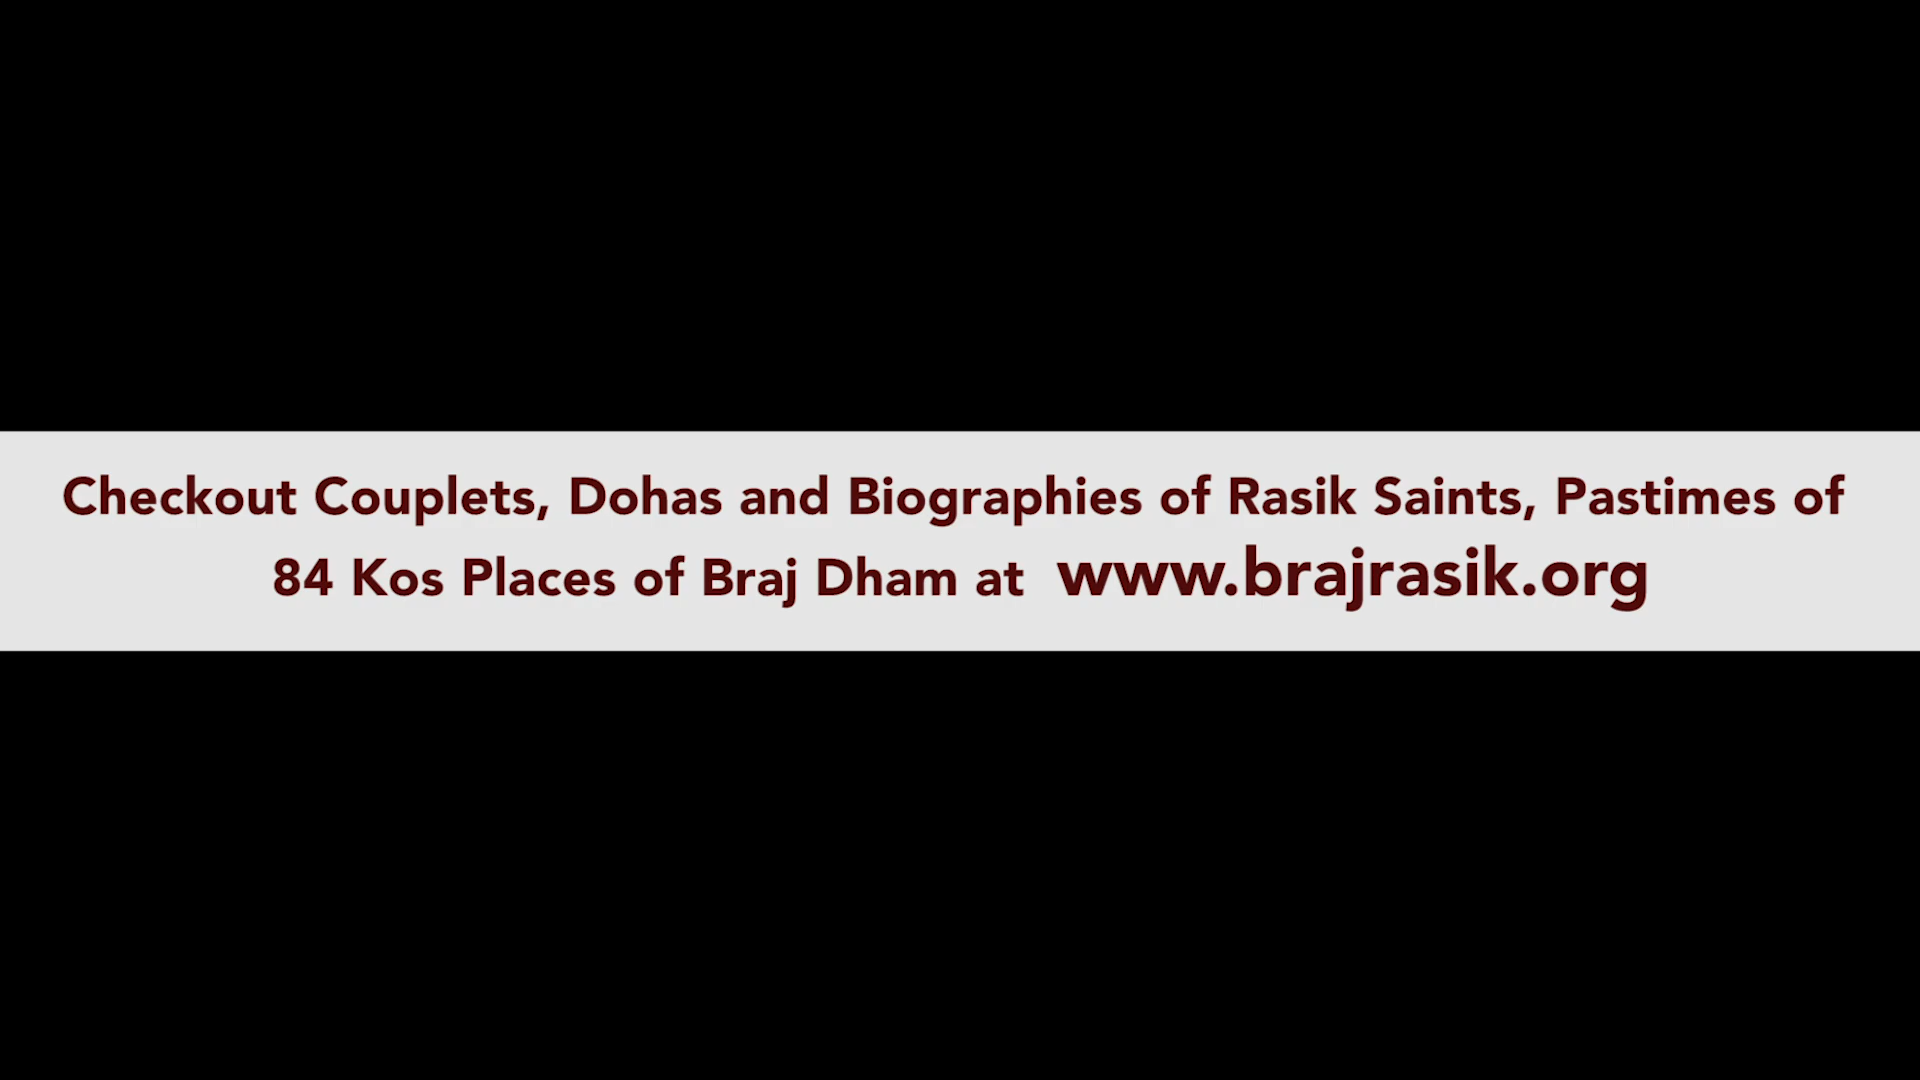 Checkout Couplets, Dohas and Biographies of Rasik Saints, Pastimes of
84 Kos Places of Braj Dham at www.brajrasik.org